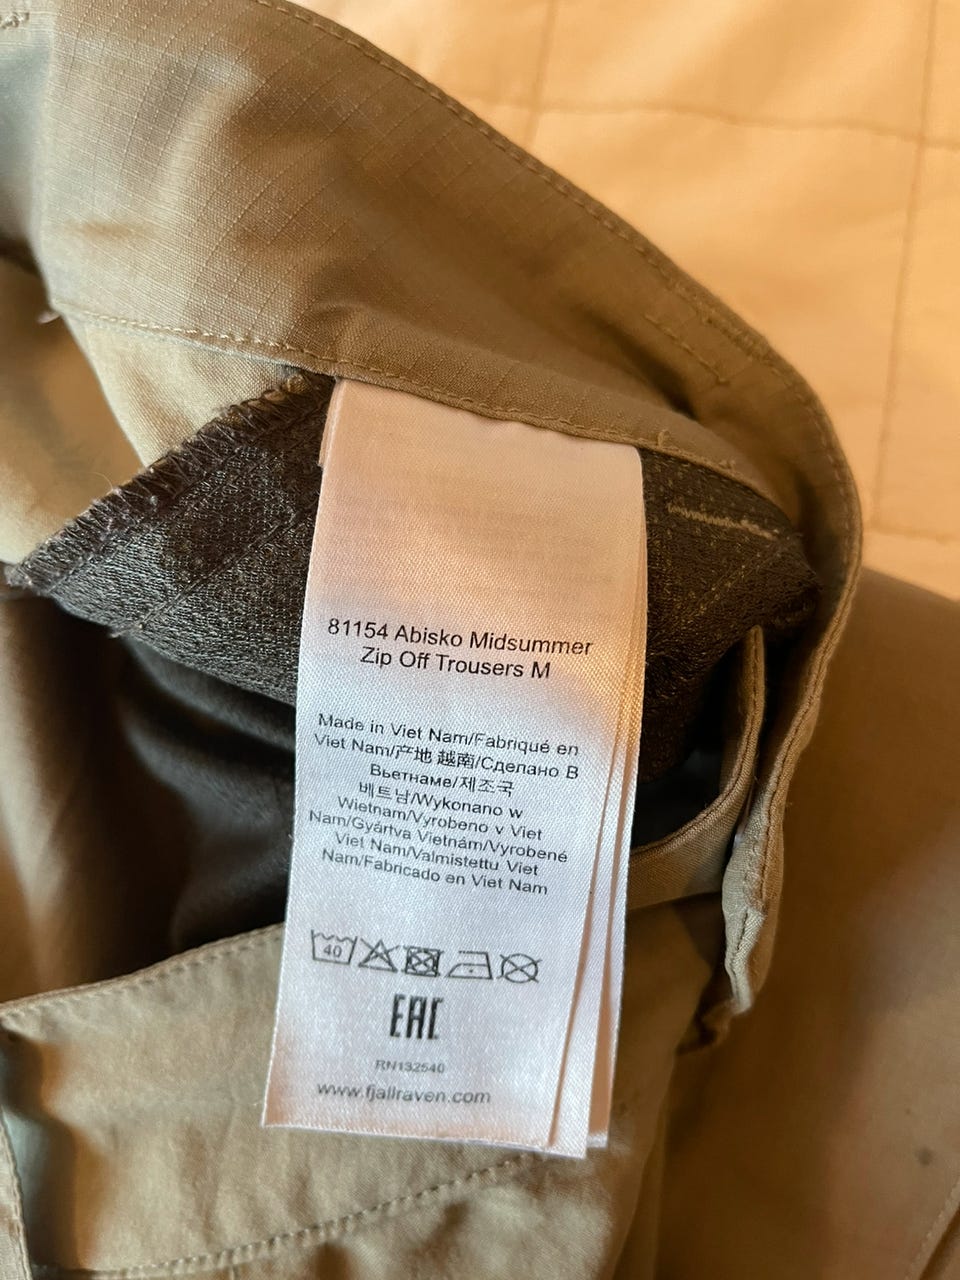 81154 Abisko Midsummer
Zip Off Trousers M
Made in Viet Nam/Fabriqué en
Viet Nam/产地 越南/Сделано В
Вьетнаме/제조국
베트남/Wykonano w
Wietnam/Vyrobeno v Viet
Nam/Gyártva Vietnám/Vyrobené
Viet Nam/Valmistettu Viet
Nam/Fabricado en Viet Nam
40
EAC
RN132540
www.fjallraven.com